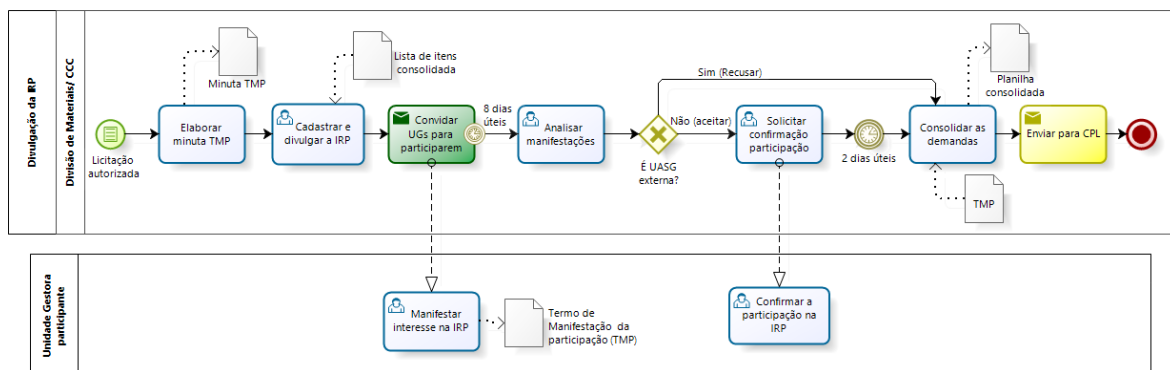 Divulgação da IRP
Divisão de Materiais/ CCC
Licitação
autorizada
Elaborar
minuta TMP
Minuta TMP
Cadastrar e
divulgar a IRP
Lista de itens
consolidada
Convidar
UGs para
participarem
8 dias
úteis
Analisar
manifestações
É UASG
externa?
Sim (Recusar)
Não (aceitar)
Solicitar
confirmação
participação
2 dias úteis
Consolidar as
demandas
Planilha
consolidada
TMP
Enviar para CPL
Unidade Gestora
participante
Manifestar
interesse na IRP
Termo de
Manifestação da
participação (TMP)
Confirmar a
participação na
IRP